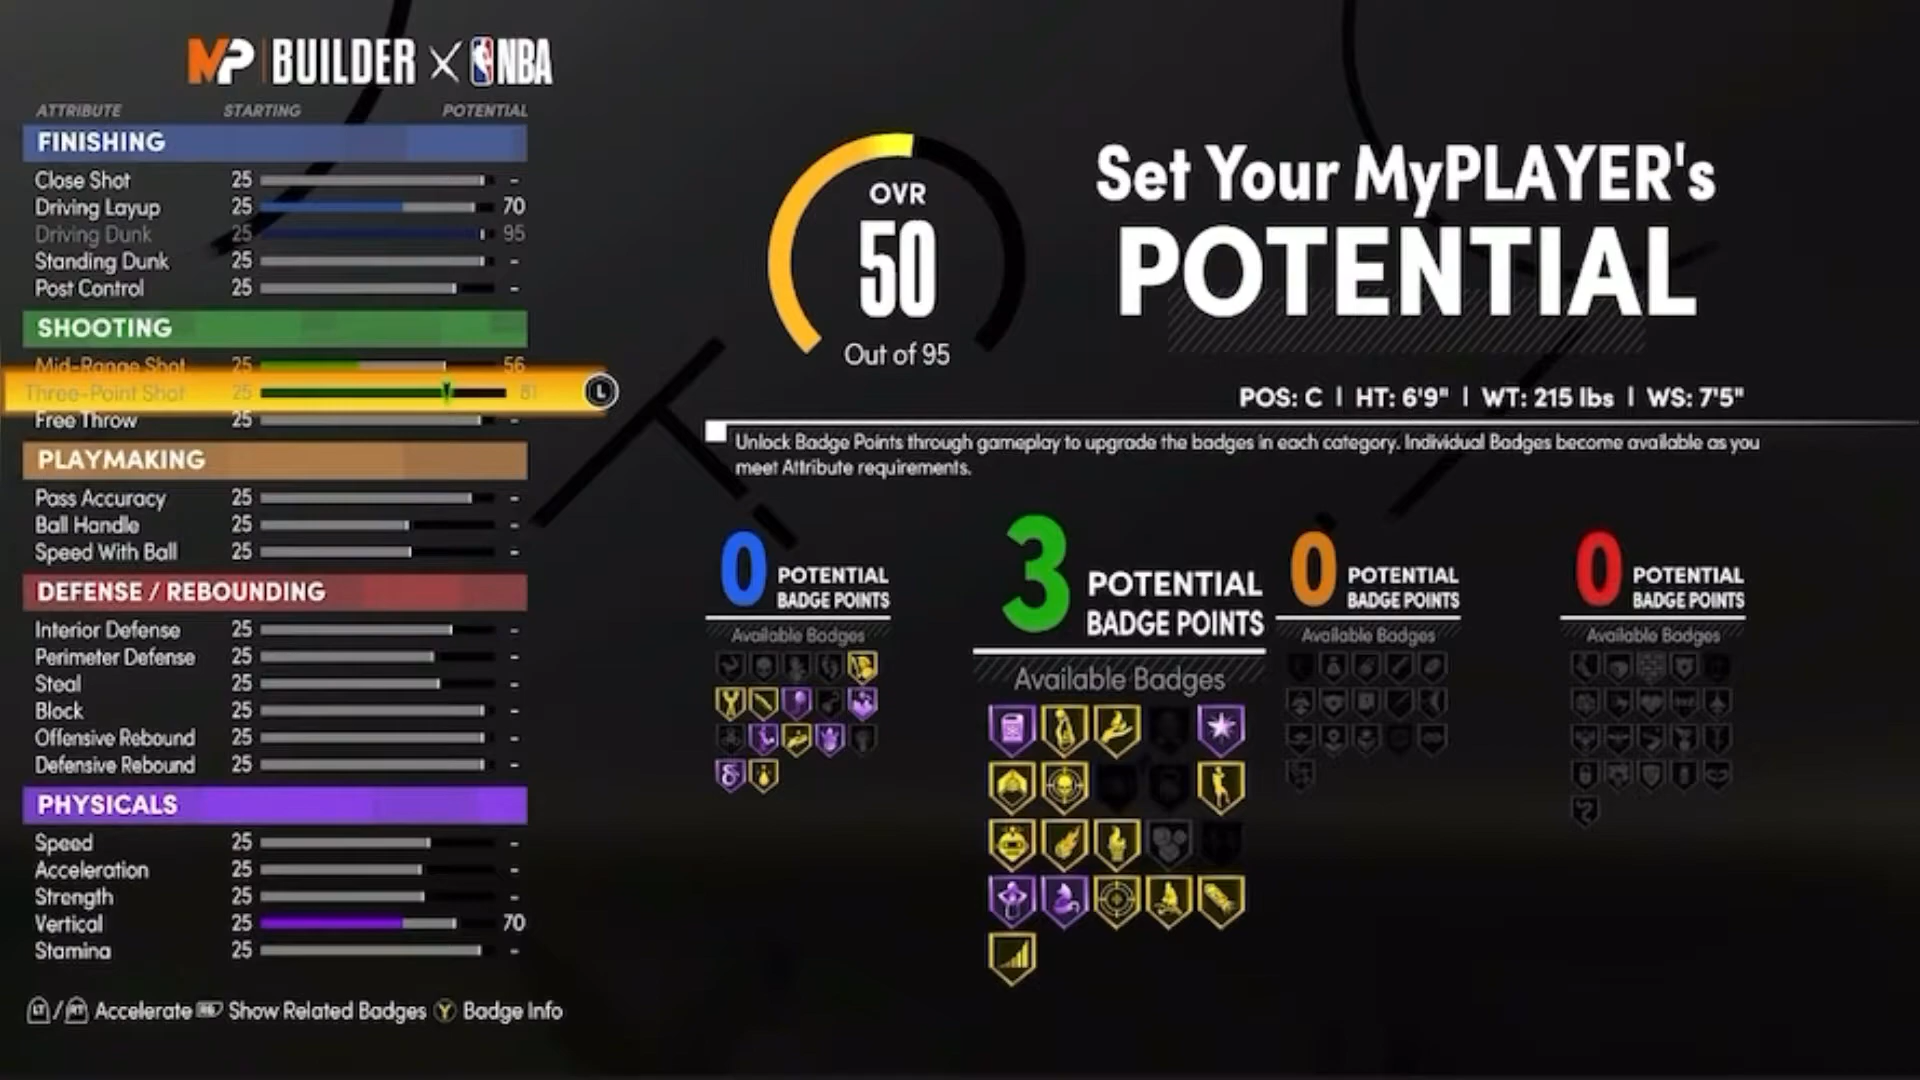 MP | BUILDER X NBA
ATTRIBUTE STARTING POTENTIAL
FINISHING
Close Shot 25 -
Driving Layup 25 70
Driving Dunk 25 95
Standing Dunk 25 -
Post Control 25 -
SHOOTING
Mid-Range Shot 25 56
Three-Point Shot 25 81 L
Free Throw 25 -
PLAYMAKING
Pass Accuracy 25 -
Ball Handle 25 -
Speed With Ball 25 -
DEFENSE / REBOUNDING
Interior Defense 25 -
Perimeter Defense 25 -
Steal 25 -
Block 25 -
Offensive Rebound 25 -
Defensive Rebound 25 -
PHYSICALS
Speed 25 -
Acceleration 25 -
Strength 25 -
Vertical 25 70
Stamina 25 -
LT / RT Accelerate Show Related Badges Y Badge Info
OVR
50
Out of 95
Set Your MyPLAYER's
POTENTIAL
POS: C | HT: 6'9" | WT: 215 lbs | WS: 7'5"
Unlock Badge Points through gameplay to upgrade the badges in each category. Individual Badges become available as you
meet Attribute requirements.
0 POTENTIAL
BADGE POINTS
Available Badges
3 POTENTIAL
BADGE POINTS
Available Badges
0 POTENTIAL
BADGE POINTS
Available Badges
0 POTENTIAL
BADGE POINTS
Available Badges